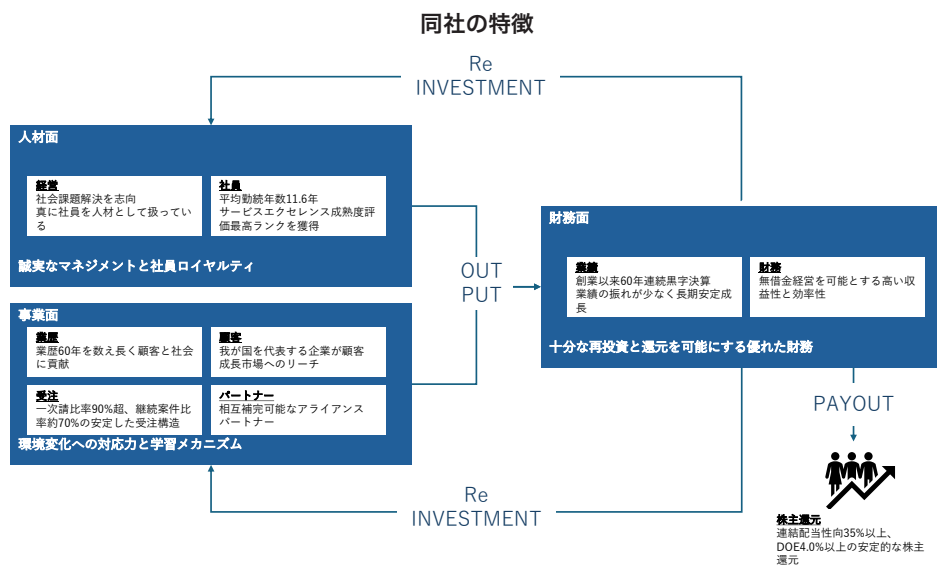 同社の特徴
Re
INVESTMENT
人材面
経営
社会課題解決を志向
真に社員を人材として扱ってい
る
社員
平均勤続年数11.6年
サービスエクセレンス成熟度評
価最高ランクを獲得
誠実なマネジメントと社員ロイヤルティ
事業面
業歴
業歴60年を数え長く顧客と社会
に貢献
顧客
我が国を代表する企業が顧客
成長市場へのリーチ
受注
一次請比率90%超、継続案件比
率約70%の安定した受注構造
パートナー
相互補完可能なアライアンス
パートナー
環境変化への対応力と学習メカニズム
OUT
PUT
財務面
業績
創業以来60年連続黒字決算
業績の振れが少なく長期安定成
長
財務
無借金経営を可能とする高い収
益性と効率性
十分な再投資と還元を可能にする優れた財務
PAYOUT
Re
INVESTMENT
株主還元
連結配当性向35%以上、
DOE4.0%以上の安定的な株主
還元